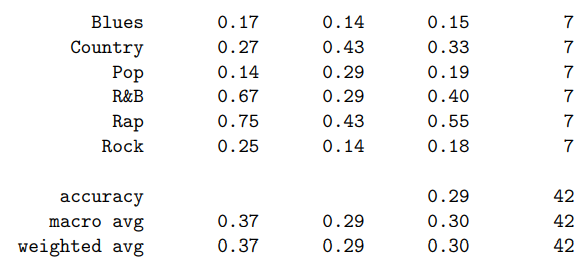 Blues 0.17 0.14 0.15 7
Country 0.27 0.43 0.33 7
Pop 0.14 0.29 0.19 7
R&B 0.67 0.29 0.40 7
Rap 0.75 0.43 0.55 7
Rock 0.25 0.14 0.18 7
accuracy 0.29 42
macro avg 0.37 0.29 0.30 42
weighted avg 0.37 0.29 0.30 42